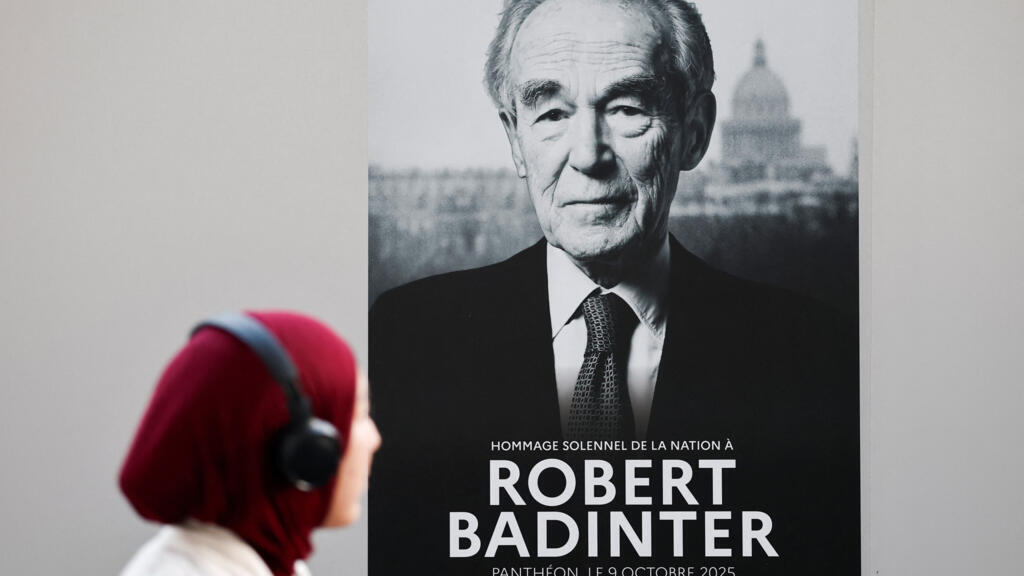 HOMMAGE SOLENNEL DE LA NATION À
ROBERT
BADINTER
PANTHÉON, LE 9 OCTOBRE 2025